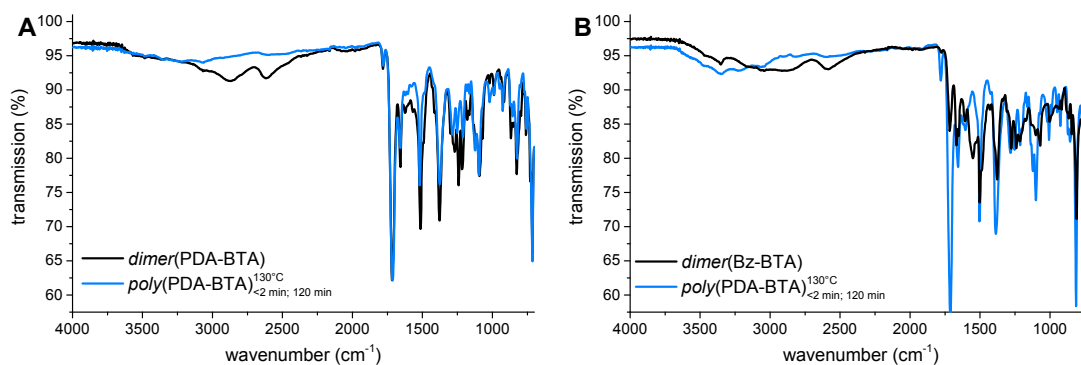 A
100
95
90
85
80
75
70
65
60
transmission (%)
dimer(PDA-BTA)
poly(PDA-BTA)130°C <2 min; 120 min
4000 3500 3000 2500 2000 1500 1000
wavenumber (cm-1)
B
100
95
90
85
80
75
70
65
60
transmission (%)
dimer(Bz-BTA)
poly(PDA-BTA)130°C <2 min; 120 min
4000 3500 3000 2500 2000 1500 1000
wavenumber (cm-1)